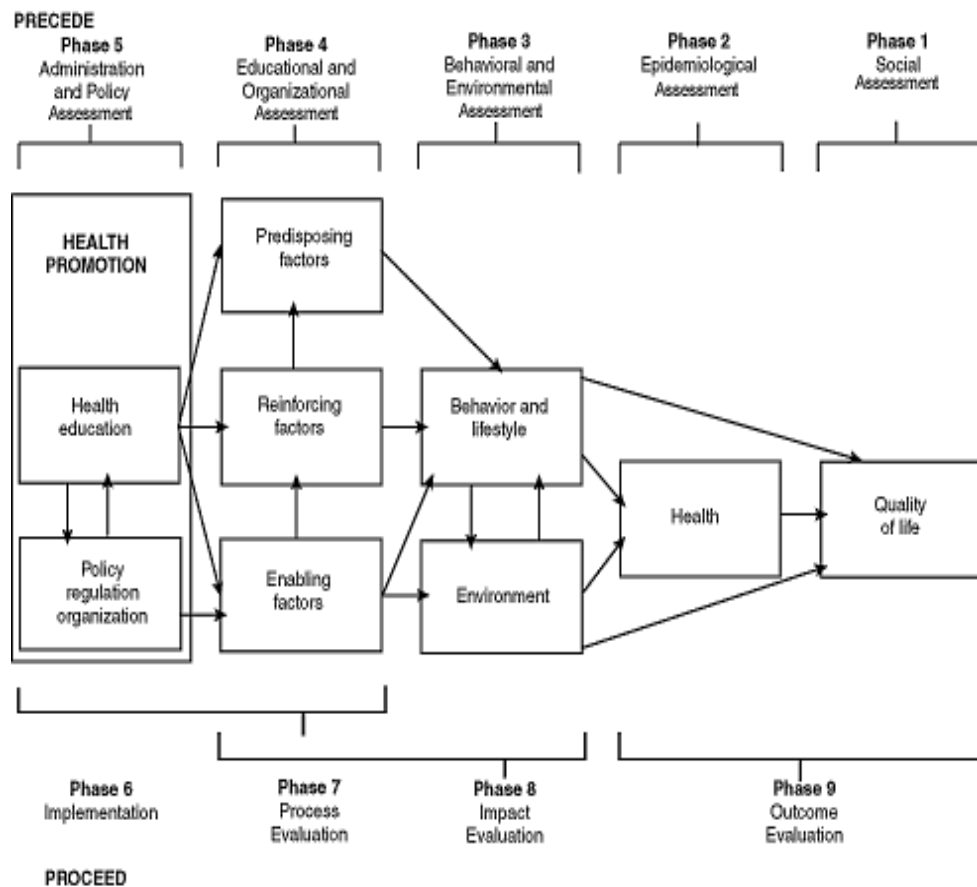 PRECEDE
Phase 5
Administration
and Policy
Assessment
Phase 4
Educational and
Organizational
Assessment
Phase 3
Behavioral and
Environmental
Assessment
Phase 2
Epidemiological
Assessment
Phase 1
Social
Assessment
HEALTH
PROMOTION
Health
education
Policy
regulation
organization
Predisposing
factors
Reinforcing
factors
Enabling
factors
Behavior and
lifestyle
Environment
Health
Quality
of life
Phase 6
Implementation
Phase 7
Process
Evaluation
Phase 8
Impact
Evaluation
Phase 9
Outcome
Evaluation
PROCEED